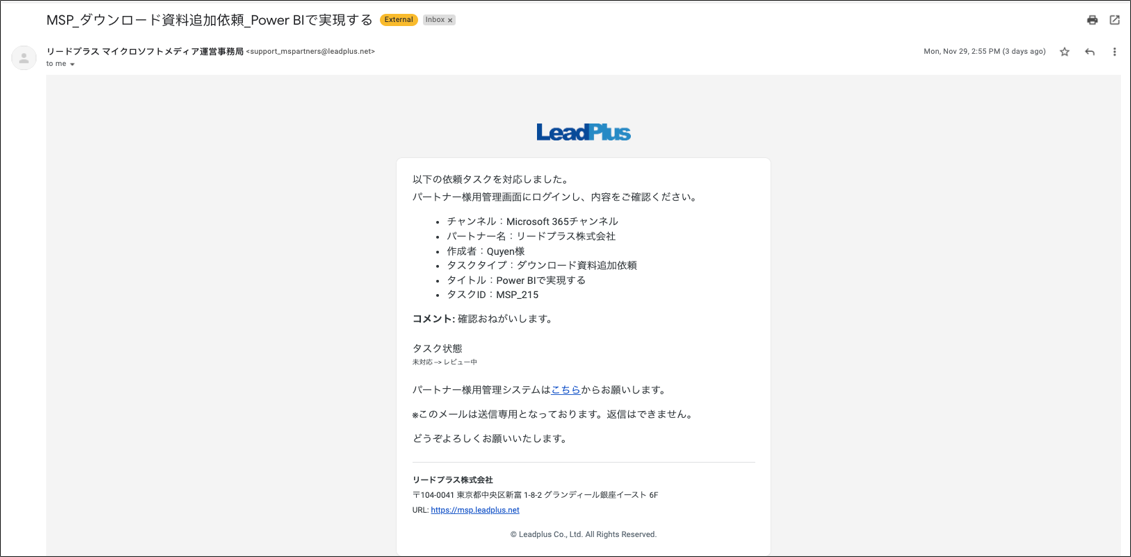 MSP_ダウンロード資料追加依頼_Power BIで実現する External Inbox ×
リードプラス マイクロソフトメディア運営事務局 <support_mspartners@leadplus.net> Mon, Nov 29, 2:55 PM (3 days ago)
to me
LeadPlus
以下の依頼タスクを対応しました。
パートナー様用管理画面にログインし、内容をご確認ください。
• チャンネル：Microsoft 365チャンネル
• パートナー名：リードプラス株式会社
• 作成者：Quyen様
• タスクタイプ：ダウンロード資料追加依頼
• タイトル：Power BIで実現する
• タスクID：MSP_215
コメント: 確認おねがいします。
タスク状態
未対応 --> レビュー中
パートナー様用管理システムはこちらからお願いします。
※このメールは送信専用となっております。返信はできません。
どうぞよろしくお願いいたします。
リードプラス株式会社
〒104-0041 東京都中央区新富 1-8-2 グランディール銀座イースト 6F
URL: https://msp.leadplus.net
© Leadplus Co., Ltd. All Rights Reserved.